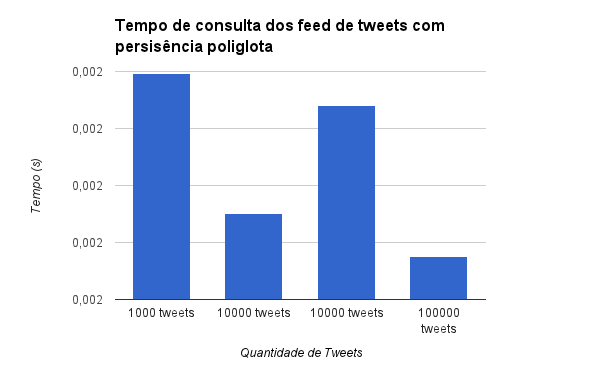 Tempo de consulta dos feed de tweets com
persisência poliglota
0,002
0,002
0,002
0,002
0,002
Tempo (s)
1000 tweets
10000 tweets
10000 tweets
100000
tweets
Quantidade de Tweets